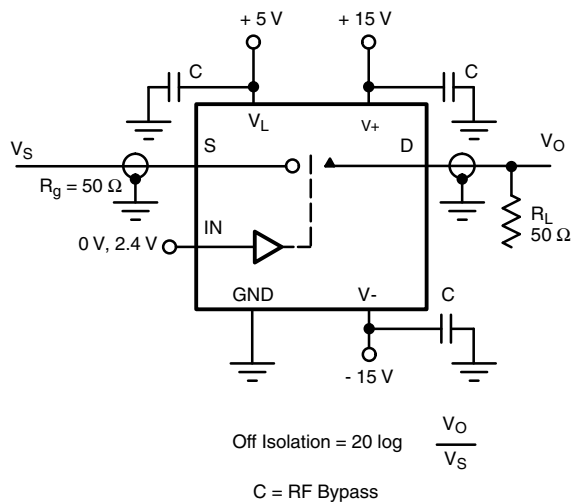 + 5 V
+ 15 V
C
C
V_L
V+
V_S
S
D
V_O
R_g = 50 Ω
R_L
50 Ω
IN
0 V, 2.4 V
GND
V-
C
- 15 V
Off Isolation = 20 log V_O / V_S
C = RF Bypass